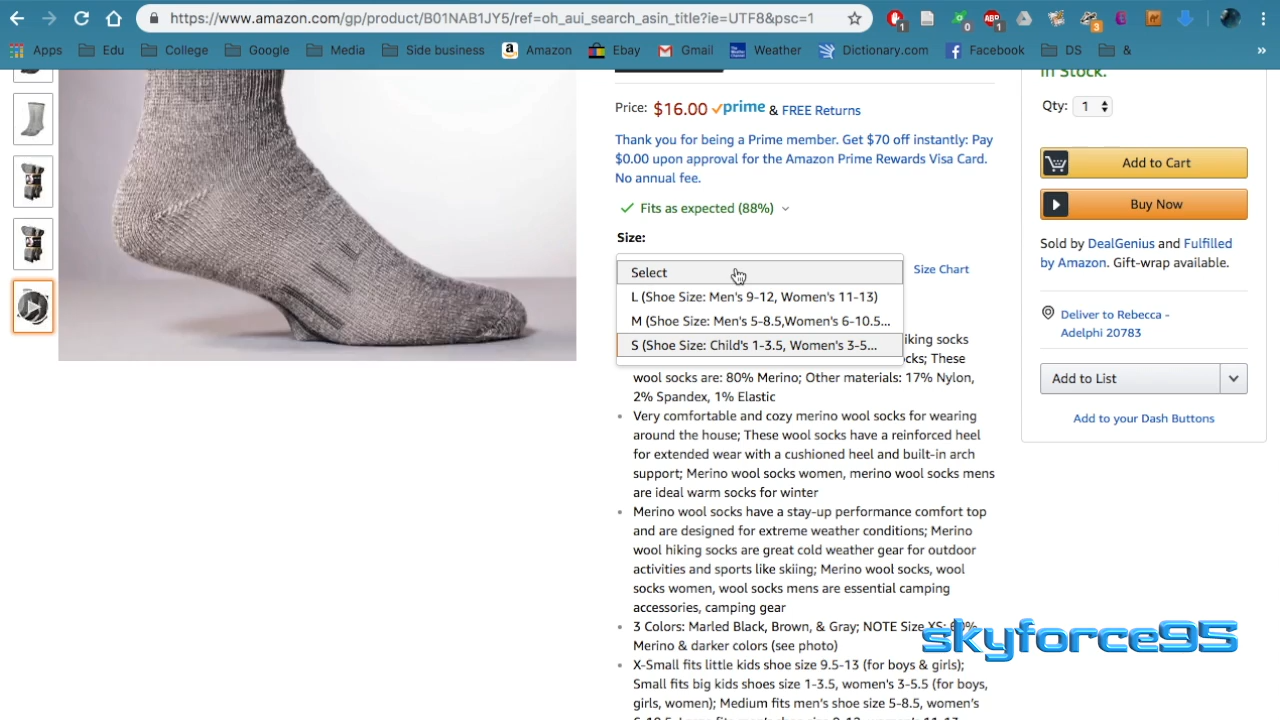 https://www.amazon.com/gp/product/B01NAB1JY5/ref=oh_aui_search_asin_title?ie=UTF8&psc=1
1
0
ABP
1
3
Apps
Edu
College
Google
Media
Side business
Amazon
Ebay
Gmail
Weather
Dictionary.com
Facebook
DS
&
»
In Stock.
Price: $16.00 prime & FREE Returns
Qty: 1
Thank you for being a Prime member. Get $70 off instantly: Pay
$0.00 upon approval for the Amazon Prime Rewards Visa Card.
No annual fee.
Add to Cart
Buy Now
Fits as expected (88%)
Size:
Sold by DealGenius and Fulfilled
by Amazon. Gift-wrap available.
Select
Size Chart
L (Shoe Size: Men's 9-12, Women's 11-13)
M (Shoe Size: Men's 5-8.5,Women's 6-10.5...
S (Shoe Size: Child's 1-3.5, Women's 3-5...
Deliver to Rebecca -
Adelphi 20783
iking socks
ocks; These
wool socks are: 80% Merino; Other materials: 17% Nylon,
2% Spandex, 1% Elastic
Add to List
Add to your Dash Buttons
Very comfortable and cozy merino wool socks for wearing
around the house; These wool socks have a reinforced heel
for extended wear with a cushioned heel and built-in arch
support; Merino wool socks women, merino wool socks mens
are ideal warm socks for winter
Merino wool socks have a stay-up performance comfort top
and are designed for extreme weather conditions; Merino
wool hiking socks are great cold weather gear for outdoor
activities and sports like skiing; Merino wool socks, wool
socks women, wool socks mens are essential camping
accessories, camping gear
3 Colors: Marled Black, Brown, & Gray; NOTE Size XS: 60%
Merino & darker colors (see photo)
X-Small fits little kids shoe size 9.5-13 (for boys & girls);
Small fits big kids shoes size 1-3.5, women's 3-5.5 (for boys,
girls, women); Medium fits men's shoe size 5-8.5, women's
skyforce95